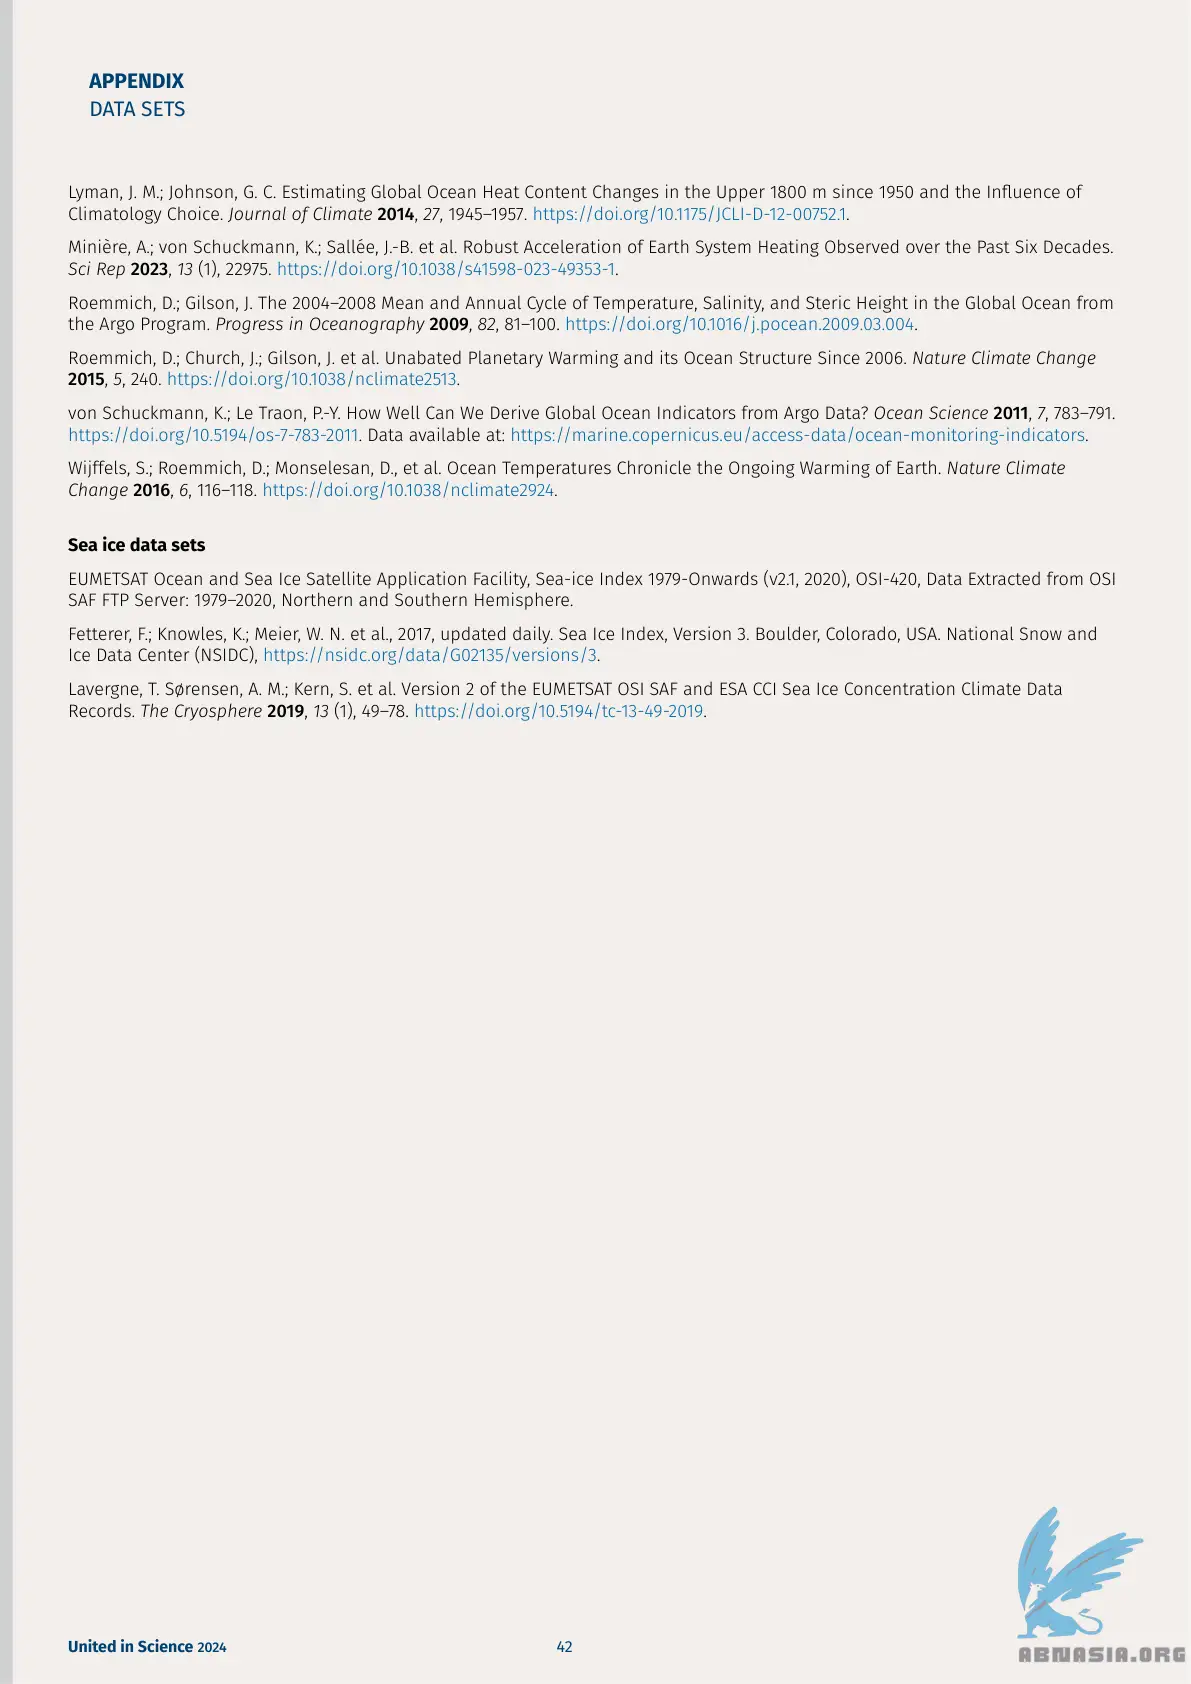 APPENDIX
DATA SETS
Lyman, J. M.; Johnson, G. C. Estimating Global Ocean Heat Content Changes in the Upper 1800 m since 1950 and the Influence of
Climatology Choice. Journal of Climate 2014, 27, 1945–1957. https://doi.org/10.1175/JCLI-D-12-00752.1.
Minière, A.; von Schuckmann, K.; Sallée, J.-B. et al. Robust Acceleration of Earth System Heating Observed over the Past Six Decades.
Sci Rep 2023, 13 (1), 22975. https://doi.org/10.1038/s41598-023-49353-1.
Roemmich, D.; Gilson, J. The 2004–2008 Mean and Annual Cycle of Temperature, Salinity, and Steric Height in the Global Ocean from
the Argo Program. Progress in Oceanography 2009, 82, 81–100. https://doi.org/10.1016/j.pocean.2009.03.004.
Roemmich, D.; Church, J.; Gilson, J. et al. Unabated Planetary Warming and its Ocean Structure Since 2006. Nature Climate Change
2015, 5, 240. https://doi.org/10.1038/nclimate2513.
von Schuckmann, K.; Le Traon, P.-Y. How Well Can We Derive Global Ocean Indicators from Argo Data? Ocean Science 2011, 7, 783–791.
https://doi.org/10.5194/os-7-783-2011. Data available at: https://marine.copernicus.eu/access-data/ocean-monitoring-indicators.
Wijffels, S.; Roemmich, D.; Monselesan, D., et al. Ocean Temperatures Chronicle the Ongoing Warming of Earth. Nature Climate
Change 2016, 6, 116–118. https://doi.org/10.1038/nclimate2924.
Sea ice data sets
EUMETSAT Ocean and Sea Ice Satellite Application Facility, Sea-ice Index 1979-Onwards (v2.1, 2020), OSI-420, Data Extracted from OSI
SAF FTP Server: 1979–2020, Northern and Southern Hemisphere.
Fetterer, F.; Knowles, K.; Meier, W. N. et al., 2017, updated daily. Sea Ice Index, Version 3. Boulder, Colorado, USA. National Snow and
Ice Data Center (NSIDC), https://nsidc.org/data/G02135/versions/3.
Lavergne, T. Sørensen, A. M.; Kern, S. et al. Version 2 of the EUMETSAT OSI SAF and ESA CCI Sea Ice Concentration Climate Data
Records. The Cryosphere 2019, 13 (1), 49–78. https://doi.org/10.5194/tc-13-49-2019.
United in Science 2024
42
ABNASIA.ORG